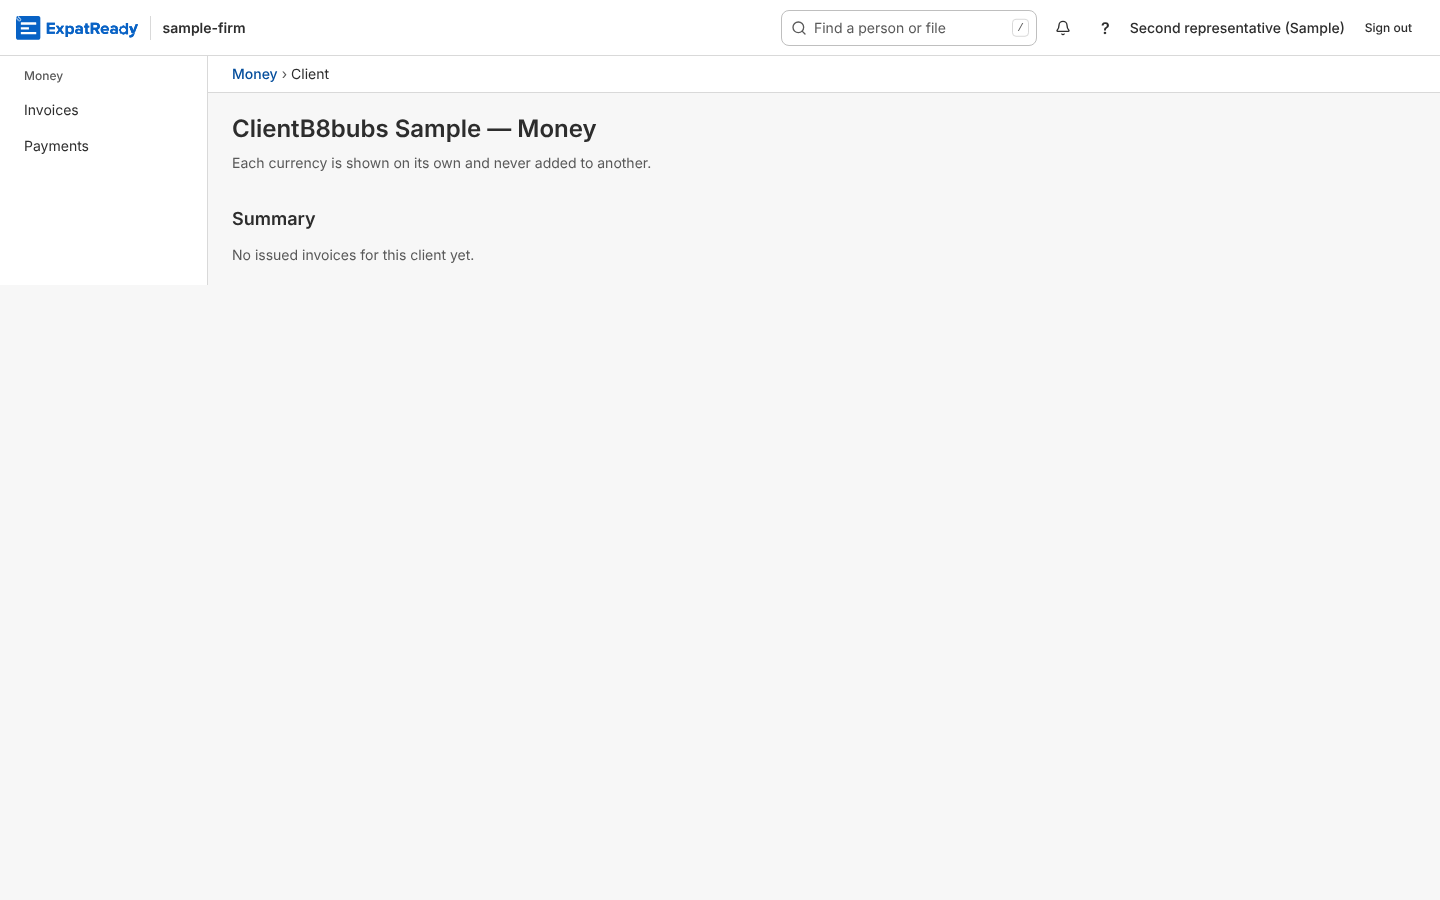 ExpatReady
sample-firm
Find a person or file
/
?
Second representative (Sample)
Sign out
Money
Invoices
Payments
Money › Client
ClientB8bubs Sample — Money
Each currency is shown on its own and never added to another.
Summary
No issued invoices for this client yet.